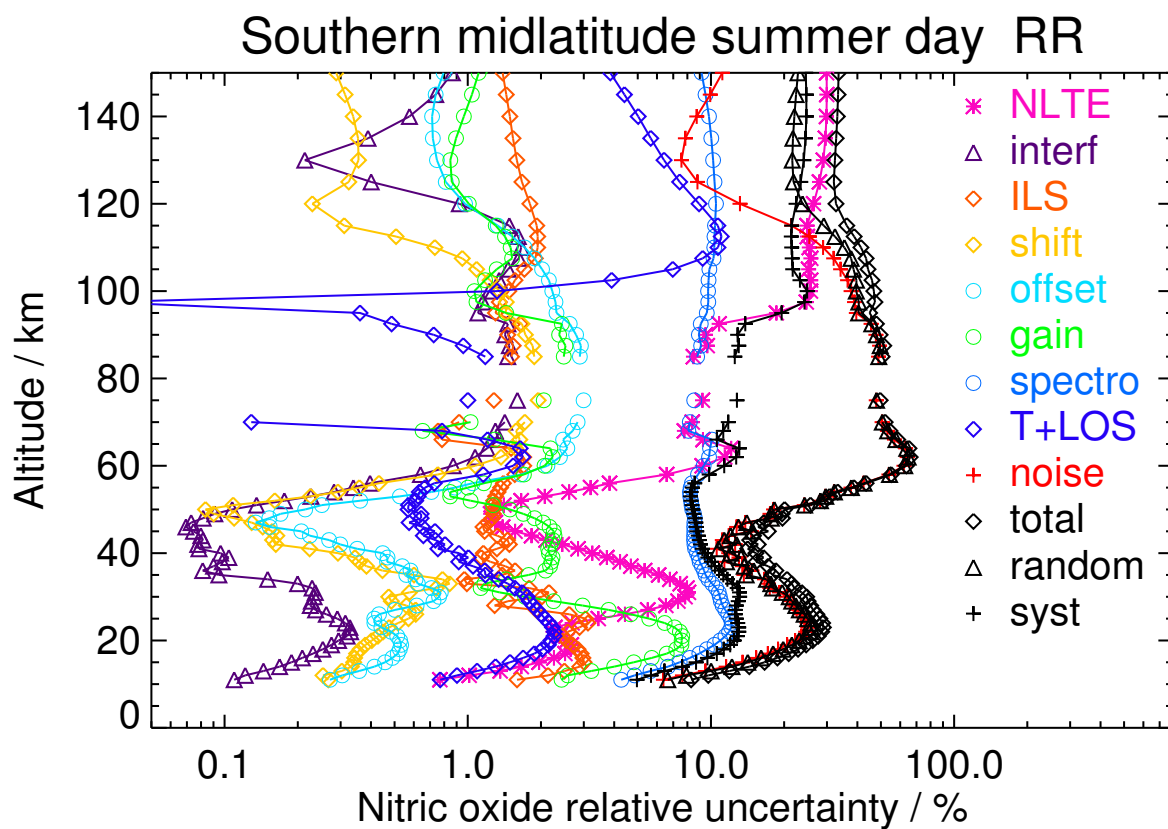 Southern midlatitude summer day RR
Altitude / km
140
120
100
80
60
40
20
0
NLTE
interf
ILS
shift
offset
gain
spectro
T+LOS
noise
total
random
syst
0.1
1.0
10.0
100.0
Nitric oxide relative uncertainty / %